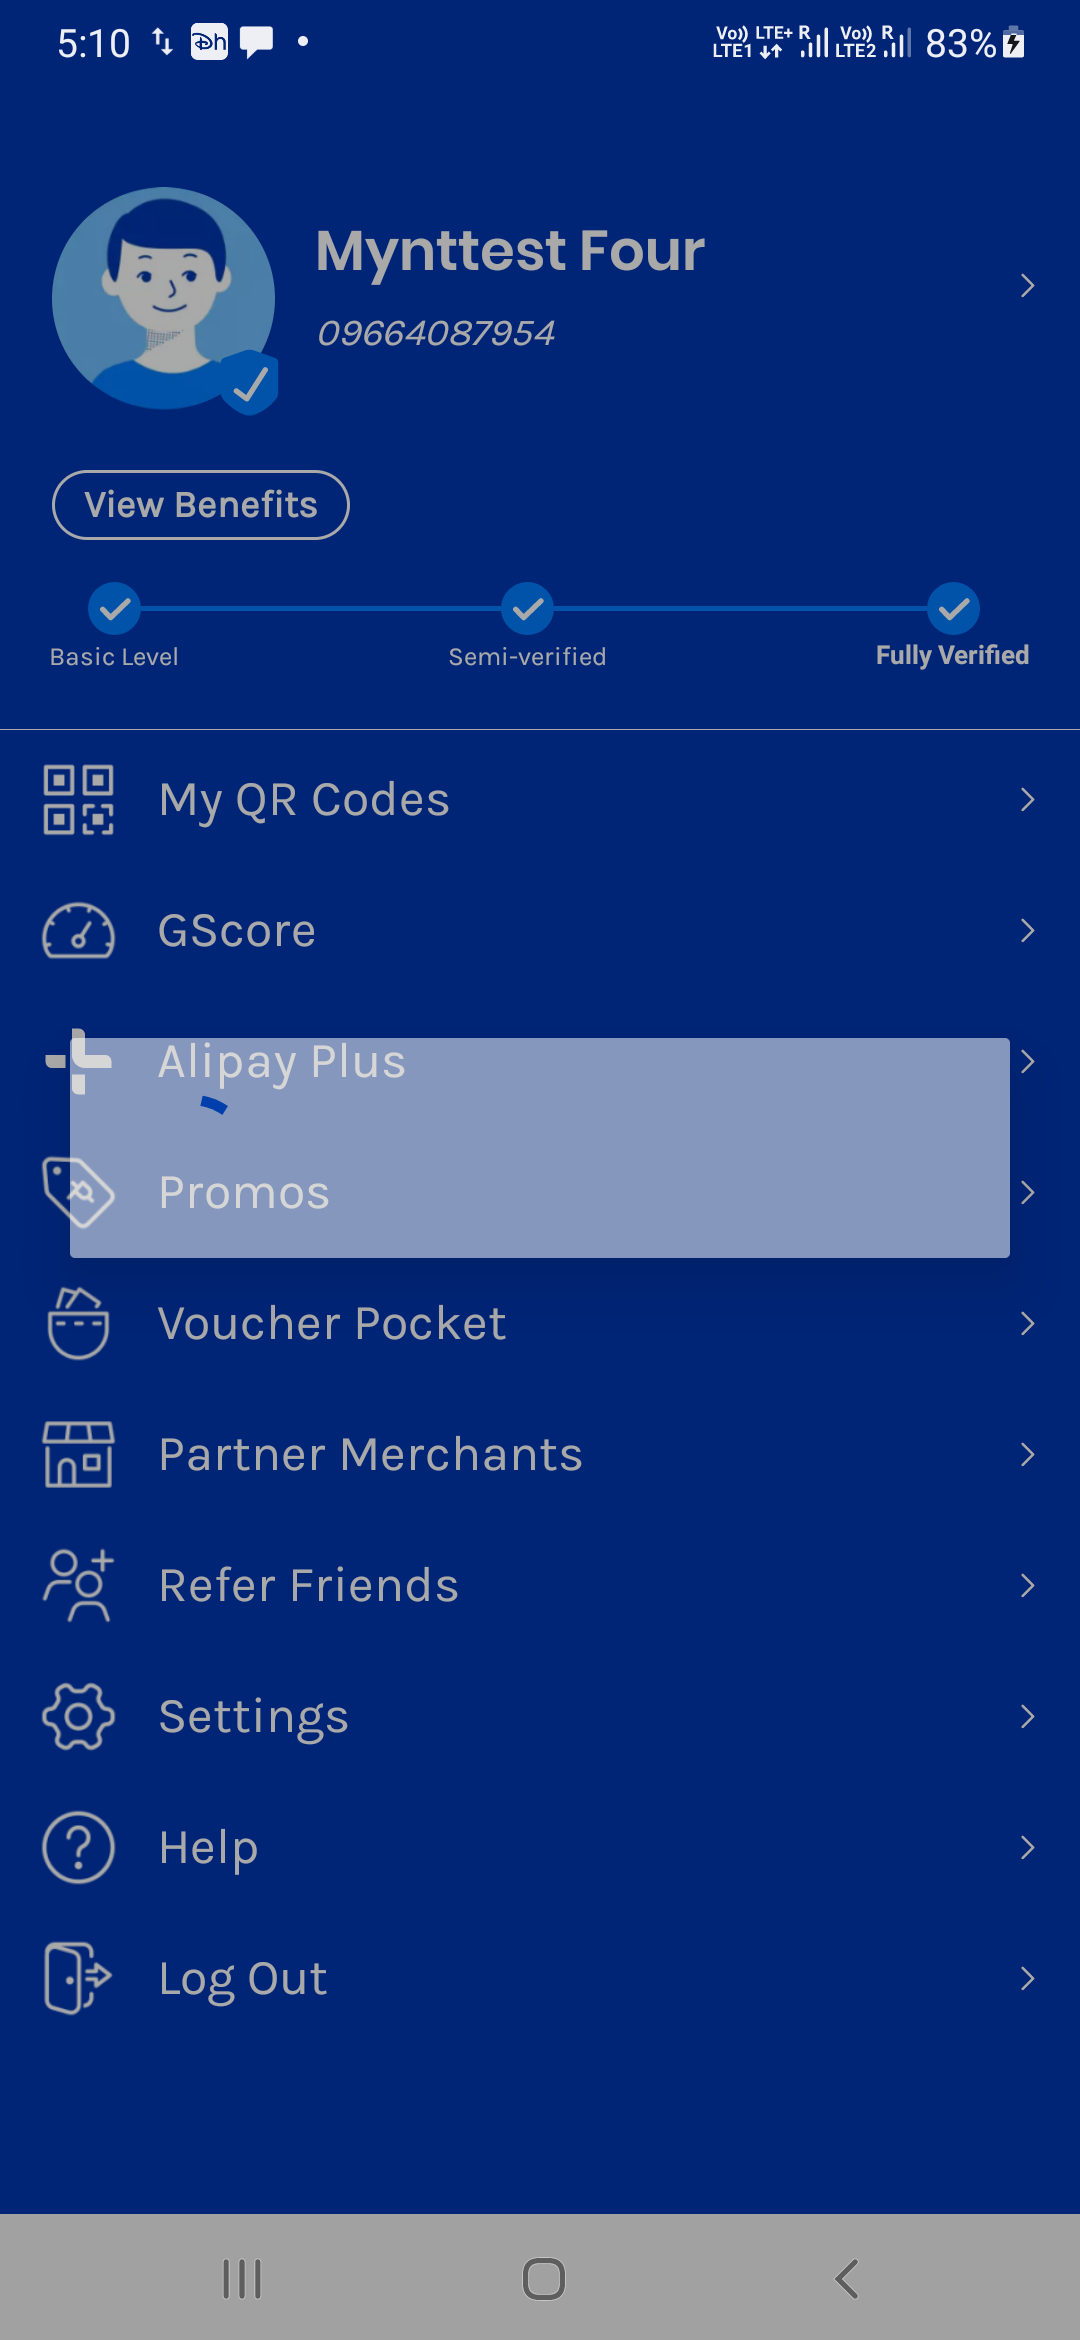 5:10
Vo)) LTE+ R Vo)) R
LTE1 LTE2 83%
Mynttest Four
09664087954
View Benefits
Basic Level Semi-verified Fully Verified
My QR Codes
GScore
Alipay Plus
Promos
Voucher Pocket
Partner Merchants
Refer Friends
Settings
Help
Log Out